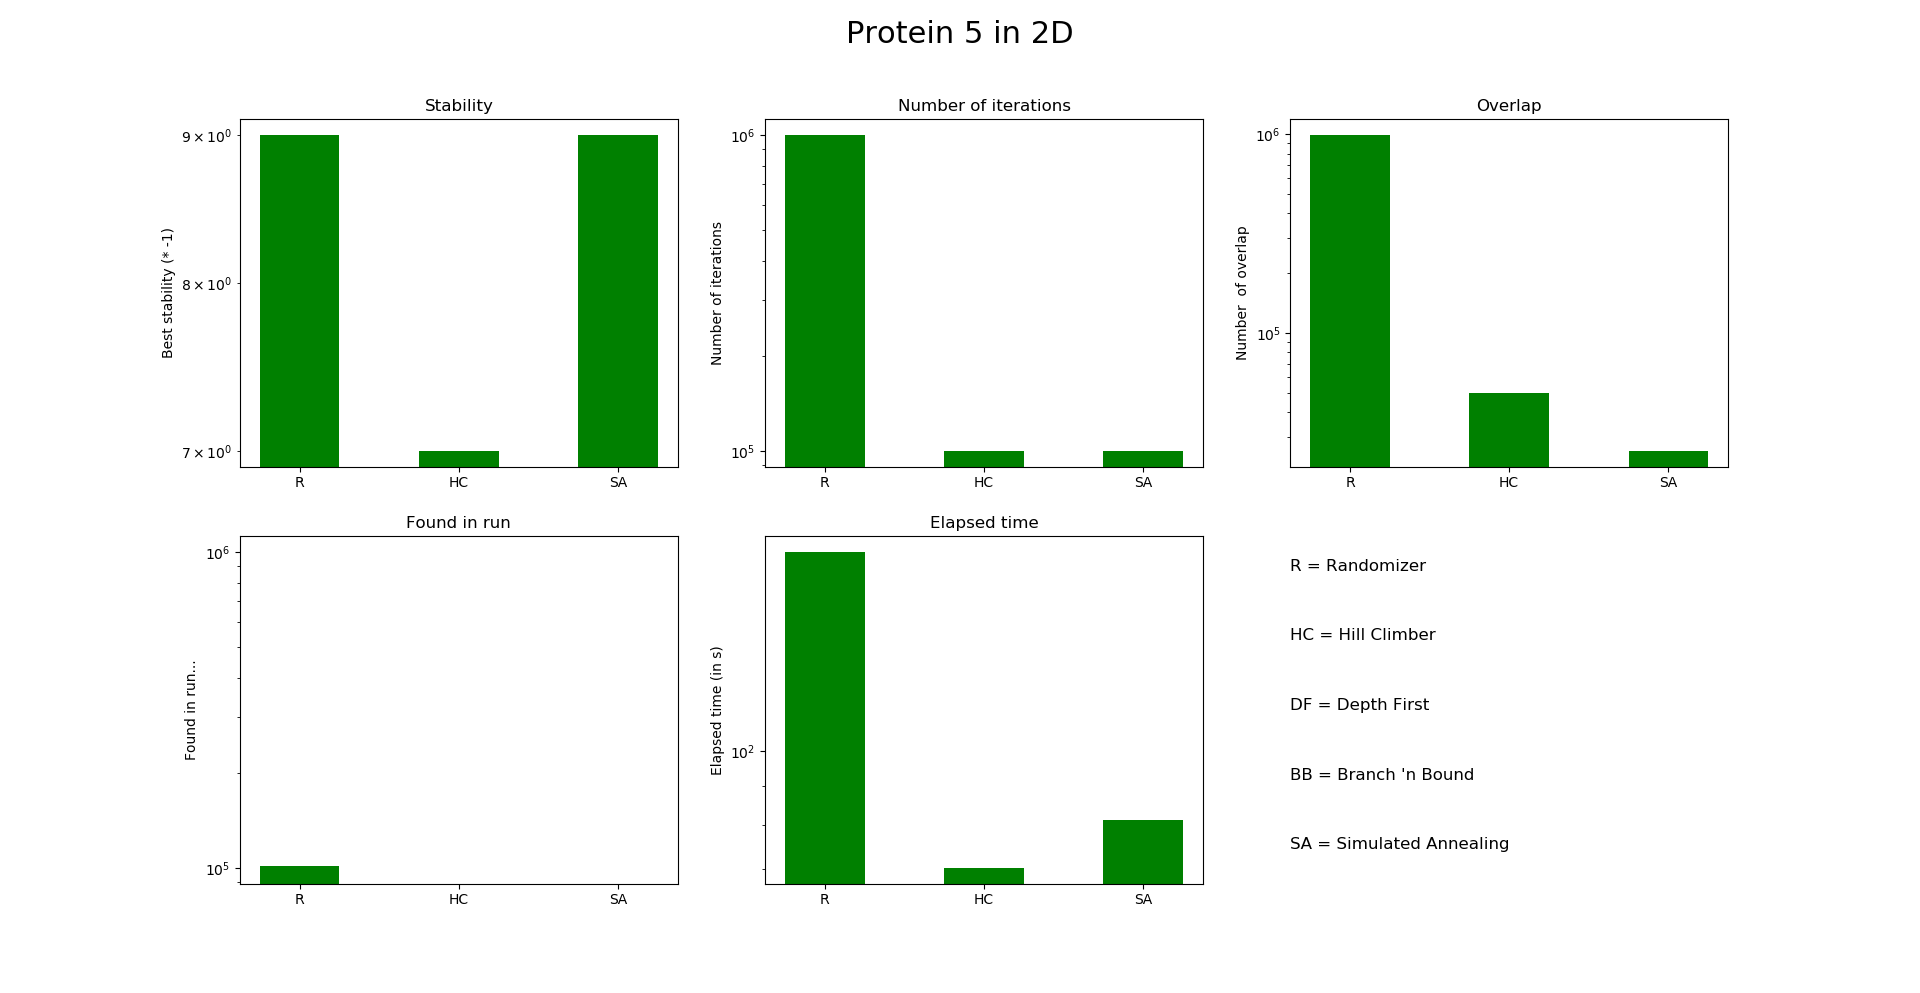 Protein 5 in 2D
Stability
Best stability (* -1)
9 × 10⁰
8 × 10⁰
7 × 10⁰
R HC SA
Number of iterations
Number of iterations
10⁶
10⁵
R HC SA
Overlap
Number of overlap
10⁶
10⁵
R HC SA
Found in run
Found in run...
10⁶
10⁵
R HC SA
Elapsed time
Elapsed time (in s)
10²
R HC SA
R = Randomizer
HC = Hill Climber
DF = Depth First
BB = Branch 'n Bound
SA = Simulated Annealing